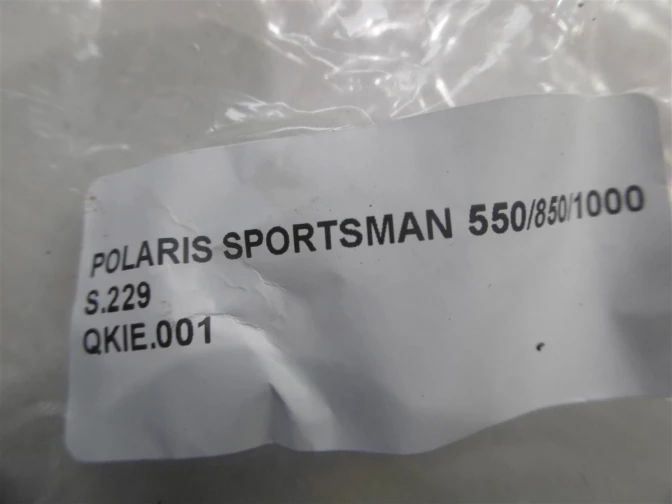 POLARIS SPORTSMAN 550/850/1000
S.229
QKIE.001